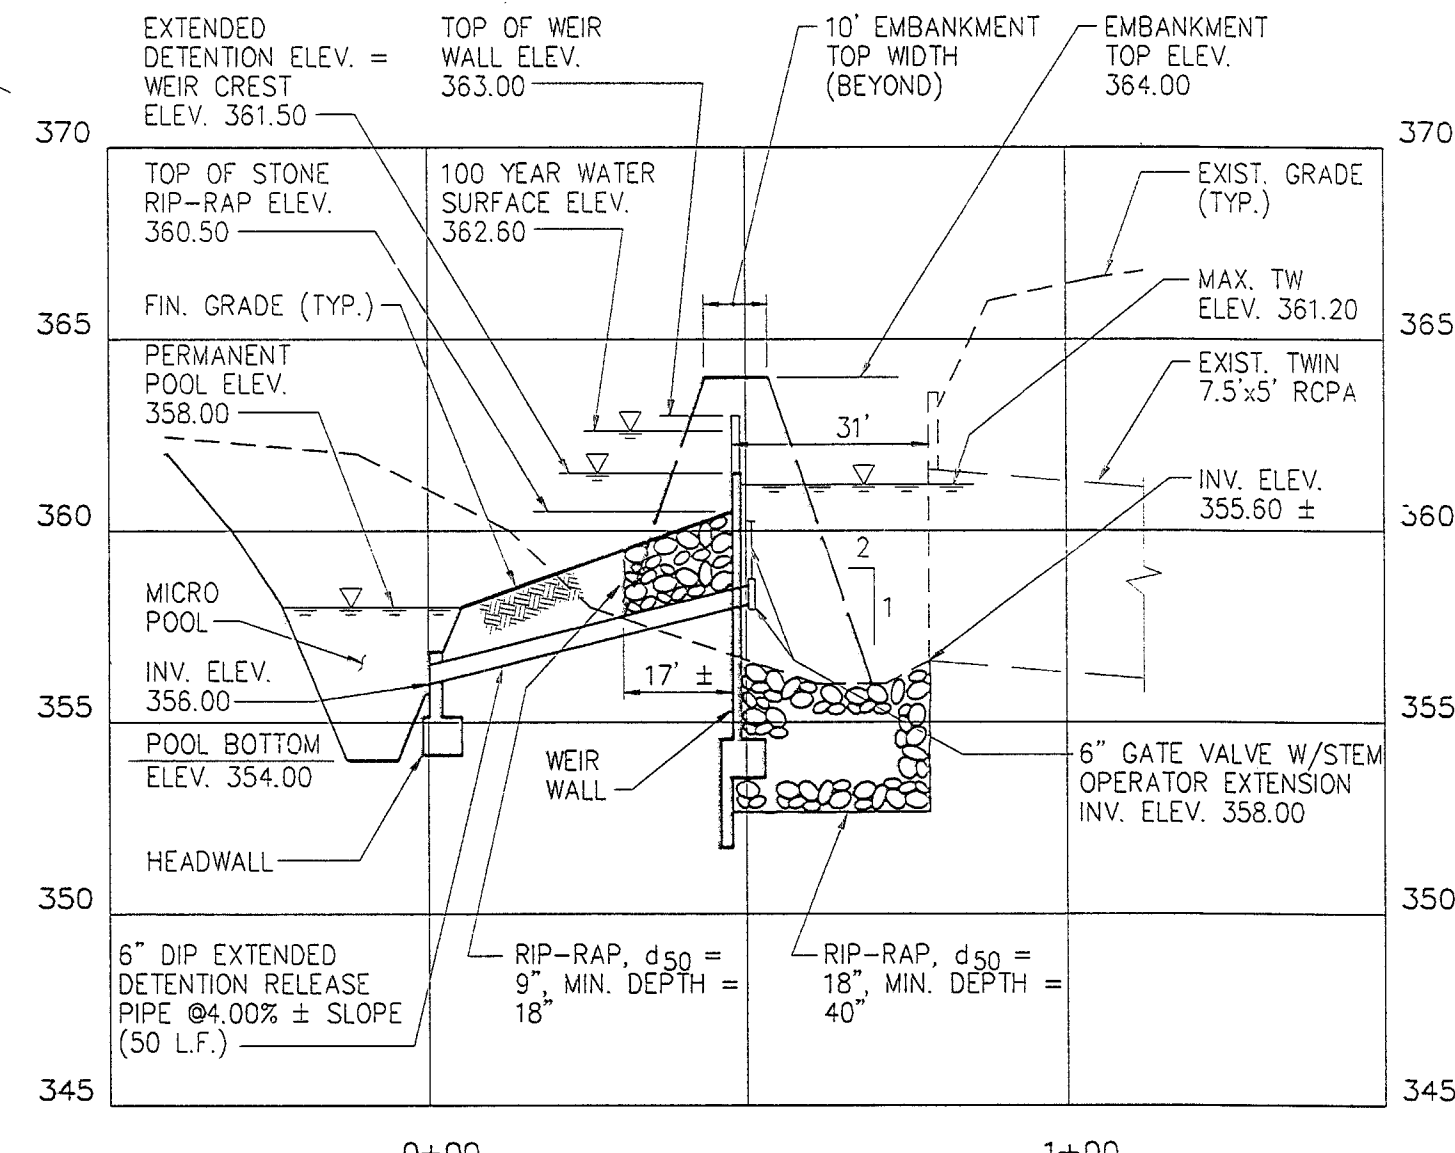 EXTENDED
DETENTION ELEV. =
WEIR CREST
ELEV. 361.50
TOP OF WEIR
WALL ELEV.
363.00
10' EMBANKMENT
TOP WIDTH
(BEYOND)
EMBANKMENT
TOP ELEV.
364.00
370
370
TOP OF STONE
RIP-RAP ELEV.
360.50
100 YEAR WATER
SURFACE ELEV.
362.60
EXIST. GRADE
(TYP.)
FIN. GRADE (TYP.)
MAX. TW
ELEV. 361.20
365
365
PERMANENT
POOL ELEV.
358.00
EXIST. TWIN
7.5'x5' RCPA
31'
INV. ELEV.
355.60 ±
360
360
2
1
MICRO
POOL
INV. ELEV.
356.00
17' ±
355
355
POOL BOTTOM
ELEV. 354.00
WEIR
WALL
6" GATE VALVE W/STEM
OPERATOR EXTENSION
INV. ELEV. 358.00
HEADWALL
350
350
6" DIP EXTENDED
DETENTION RELEASE
PIPE @4.00% ± SLOPE
(50 L.F.)
RIP-RAP, d50 =
9", MIN. DEPTH =
18"
RIP-RAP, d50 =
18", MIN. DEPTH =
40"
345
345
0+00
1+00